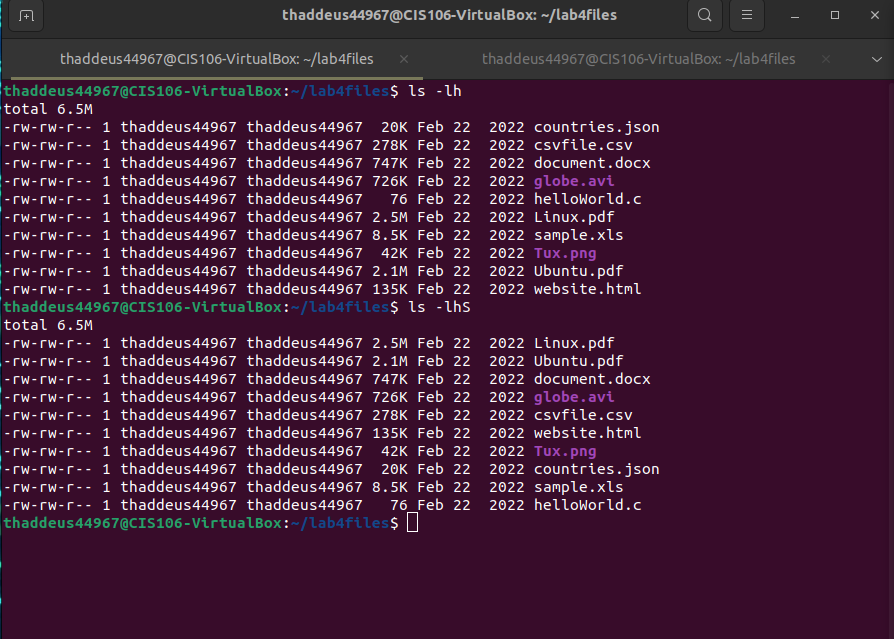 thaddeus44967@CIS106-VirtualBox: ~/lab4files
thaddeus44967@CIS106-VirtualBox: ~/lab4files × thaddeus44967@CIS106-VirtualBox: ~/lab4files ×
thaddeus44967@CIS106-VirtualBox:~/lab4files$ ls -lh
total 6.5M
-rw-rw-r-- 1 thaddeus44967 thaddeus44967  20K Feb 22  2022 countries.json
-rw-rw-r-- 1 thaddeus44967 thaddeus44967 278K Feb 22  2022 csvfile.csv
-rw-rw-r-- 1 thaddeus44967 thaddeus44967 747K Feb 22  2022 document.docx
-rw-rw-r-- 1 thaddeus44967 thaddeus44967 726K Feb 22  2022 globe.avi
-rw-rw-r-- 1 thaddeus44967 thaddeus44967   76 Feb 22  2022 helloWorld.c
-rw-rw-r-- 1 thaddeus44967 thaddeus44967 2.5M Feb 22  2022 Linux.pdf
-rw-rw-r-- 1 thaddeus44967 thaddeus44967 8.5K Feb 22  2022 sample.xls
-rw-rw-r-- 1 thaddeus44967 thaddeus44967  42K Feb 22  2022 Tux.png
-rw-rw-r-- 1 thaddeus44967 thaddeus44967 2.1M Feb 22  2022 Ubuntu.pdf
-rw-rw-r-- 1 thaddeus44967 thaddeus44967 135K Feb 22  2022 website.html
thaddeus44967@CIS106-VirtualBox:~/lab4files$ ls -lhS
total 6.5M
-rw-rw-r-- 1 thaddeus44967 thaddeus44967 2.5M Feb 22  2022 Linux.pdf
-rw-rw-r-- 1 thaddeus44967 thaddeus44967 2.1M Feb 22  2022 Ubuntu.pdf
-rw-rw-r-- 1 thaddeus44967 thaddeus44967 747K Feb 22  2022 document.docx
-rw-rw-r-- 1 thaddeus44967 thaddeus44967 726K Feb 22  2022 globe.avi
-rw-rw-r-- 1 thaddeus44967 thaddeus44967 278K Feb 22  2022 csvfile.csv
-rw-rw-r-- 1 thaddeus44967 thaddeus44967 135K Feb 22  2022 website.html
-rw-rw-r-- 1 thaddeus44967 thaddeus44967  42K Feb 22  2022 Tux.png
-rw-rw-r-- 1 thaddeus44967 thaddeus44967  20K Feb 22  2022 countries.json
-rw-rw-r-- 1 thaddeus44967 thaddeus44967 8.5K Feb 22  2022 sample.xls
-rw-rw-r-- 1 thaddeus44967 thaddeus44967   76 Feb 22  2022 helloWorld.c
thaddeus44967@CIS106-VirtualBox:~/lab4files$